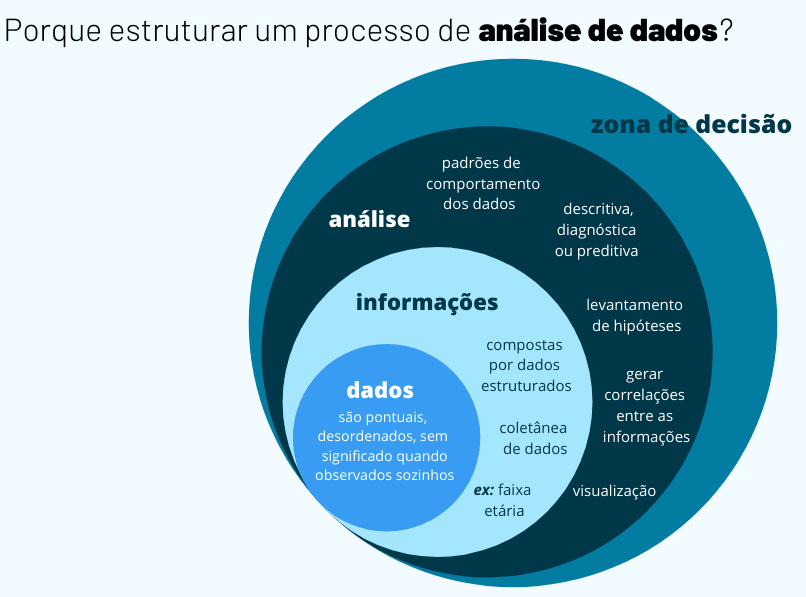 Porque estruturar um processo de análise de dados?
zona de decisão
padrões de
comportamento
dos dados
análise
descritiva,
diagnóstica
ou preditiva
levantamento
de hipóteses
gerar
correlações
entre as
informações
visualização
informações
compostas
por dados
estruturados
coletânea
de dados
ex: faixa
etária
dados
são pontuais,
desordenados, sem
significado quando
observados sozinhos